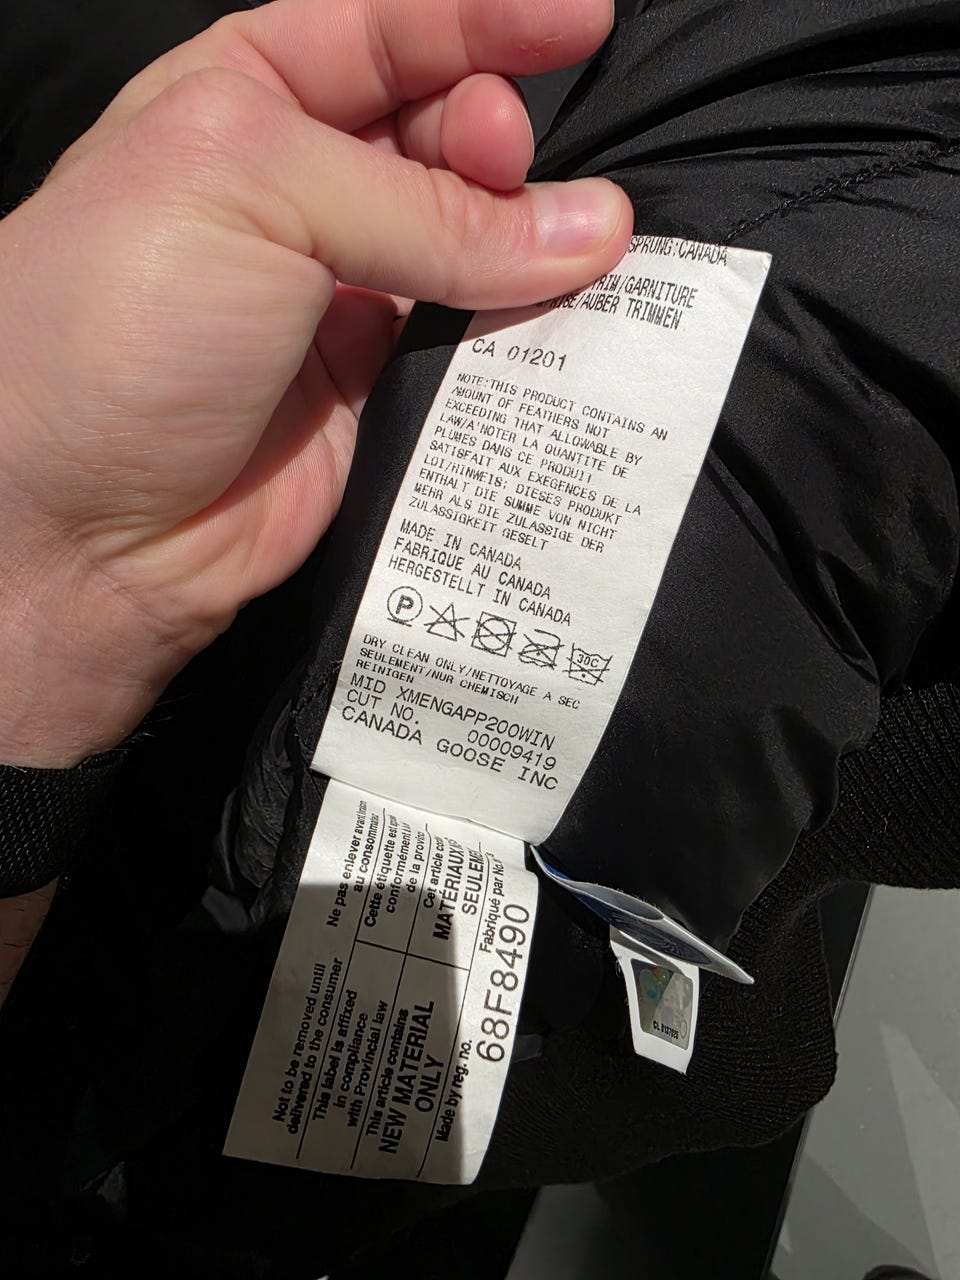 SPRUNG:CANADA
TRIM/GARNITURE
/AUBER TRIMMEN
CA 01201
NOTE:THIS PRODUCT CONTAINS AN
AMOUNT OF FEATHERS NOT
EXCEEDING THAT ALLOWABLE BY
LAW/A'NOTER LA QUANTITE DE
PLUMES DANS CE PRODUIT
SATISFAIT AUX EXEGENCES DE LA
LOI/HINWEIS: DIESES PRODUKT
ENTHALT DIE SUMME VON NICHT
MEHR ALS DIE ZULASSIGE DER
ZULASSIGKEIT GESELT
MADE IN CANADA
FABRIQUE AU CANADA
HERGESTELLT IN CANADA
P
30C
DRY CLEAN ONLY/NETTOYAGE A SEC
SEULEMENT/NUR CHEMISCH
REINIGEN
MID XMENGAPP200WIN
CUT NO. 00009419
CANADA GOOSE INC
Not to be removed until
delivered to the consumer
This label is affixed
in compliance
with Provincial law
This article contains
NEW MATERIAL
ONLY
Made by reg. no.
Ne pas enlever avant
au consommateur
Cette étiquette est
conformément
de la
Cet article
MATÉRIAUX
SEULEM
Fabriqué par No.
68F8490